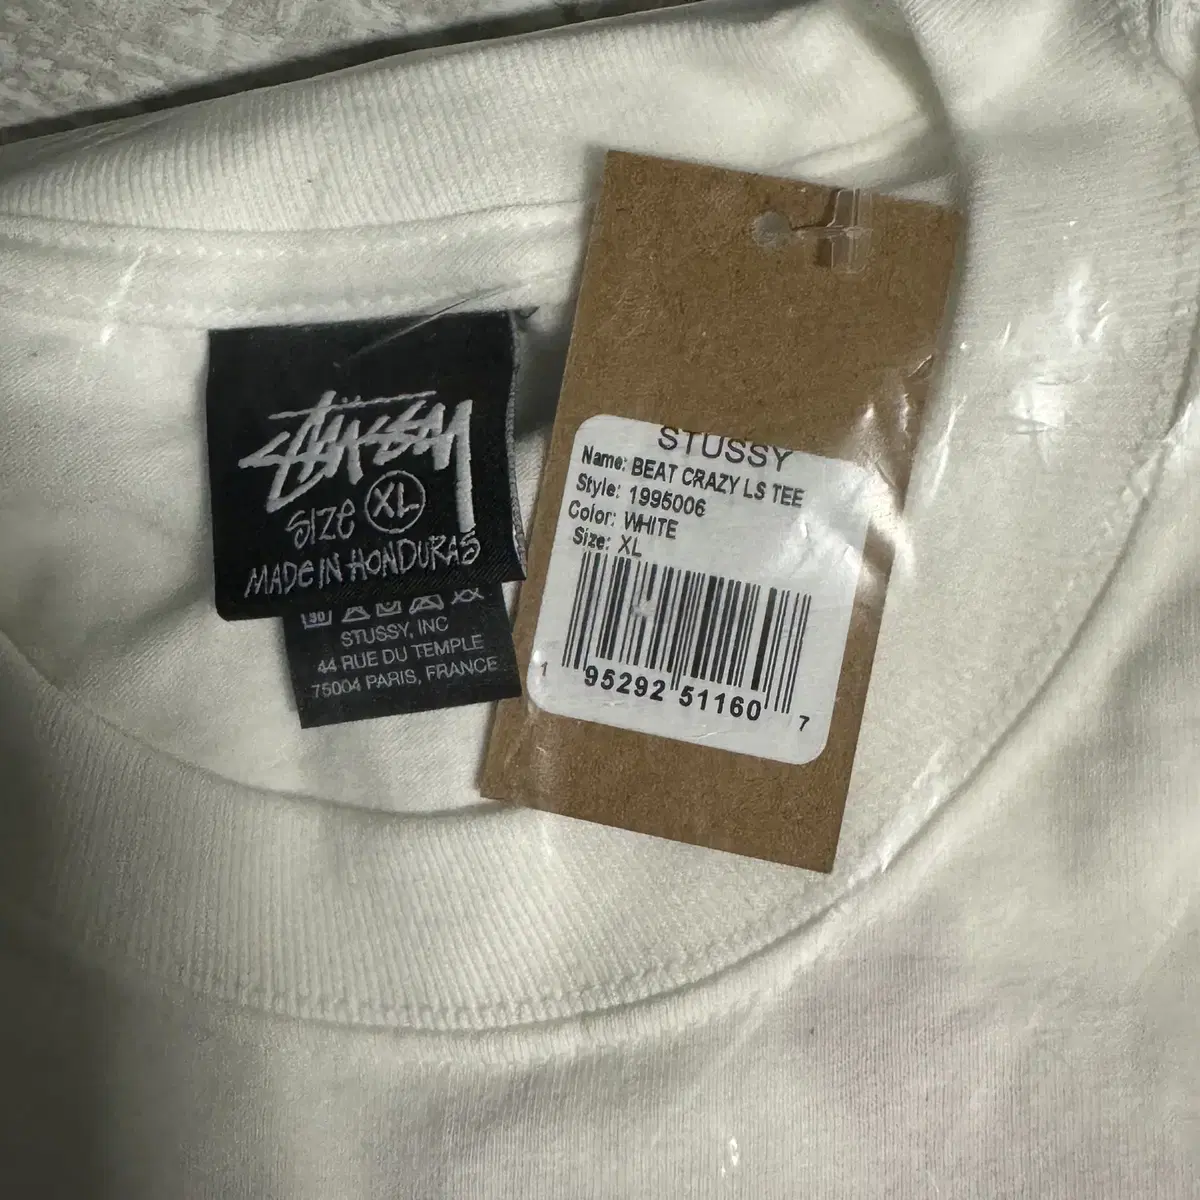 STÜSSY
SIZE XL
MADE IN HONDURAS
30
STUSSY, INC
44 RUE DU TEMPLE
75004 PARIS, FRANCE
STUSSY
Name: BEAT CRAZY LS TEE
Style: 1995006
Color: WHITE
Size: XL
1 95292 51160 7